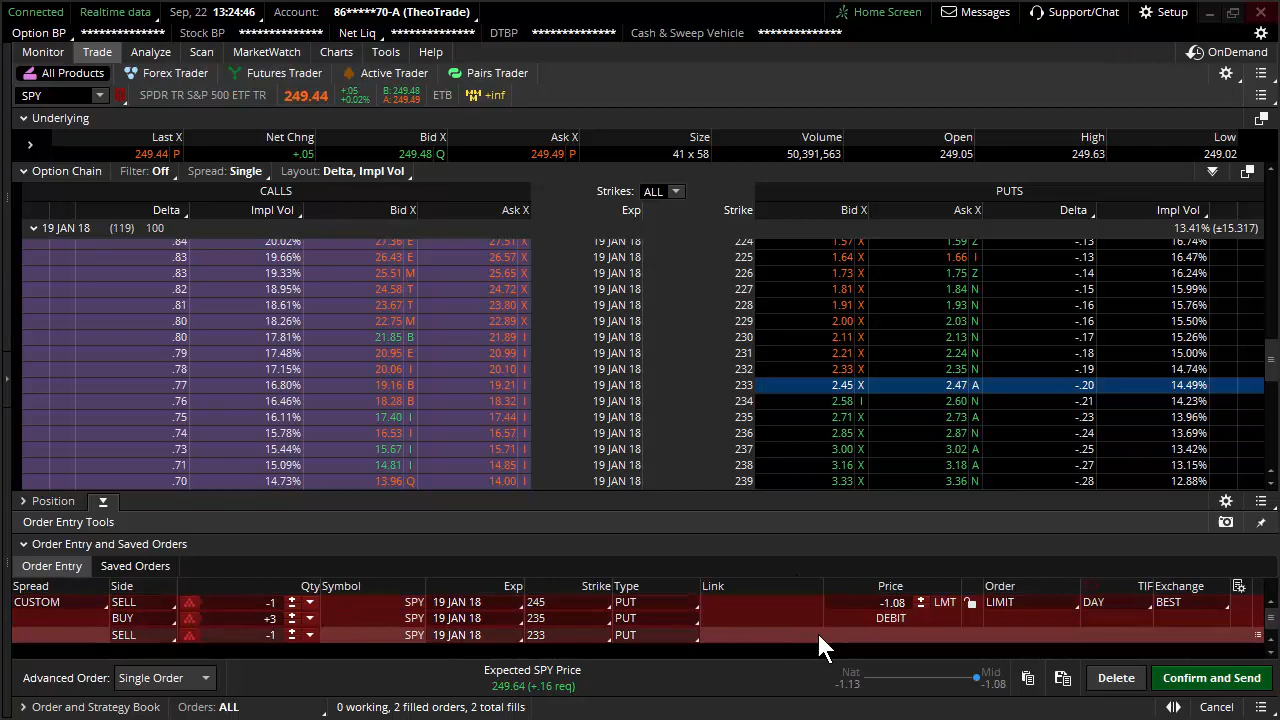 Connected Realtime data Sep, 22 13:24:46 Account: 86*****70-A (TheoTrade) Home Screen Messages Support/Chat Setup
Option BP ************** Stock BP ************** Net Liq ************** DTBP ************** Cash & Sweep Vehicle **************
Monitor Trade Analyze Scan MarketWatch Charts Tools Help OnDemand
All Products Forex Trader Futures Trader Active Trader Pairs Trader
SPY SPDR TR S&P 500 ETF TR 249.44 +.05 +0.02% B: 249.48 A: 249.49 ETB +inf
Underlying
Last X Net Chng Bid X Ask X Size Volume Open High Low
249.44 P +.05 249.48 Q 249.49 P 41 x 58 50,391,563 249.05 249.63 249.02
Option Chain Filter: Off Spread: Single Layout: Delta, Impl Vol
CALLS Strikes: ALL PUTS
Delta Impl Vol Bid X Ask X Exp Strike Bid X Ask X Delta Impl Vol
19 JAN 18 (119) 100 13.41% (±15.317)
.84 20.02% 27.36 E 27.51 X 19 JAN 18 224 1.57 X 1.59 Z -.13 16.74%
.83 19.66% 26.43 E 26.57 X 19 JAN 18 225 1.64 X 1.66 I -.13 16.47%
.83 19.33% 25.51 M 25.65 X 19 JAN 18 226 1.73 X 1.75 Z -.14 16.24%
.82 18.95% 24.58 T 24.72 X 19 JAN 18 227 1.81 X 1.84 N -.15 15.99%
.81 18.61% 23.67 T 23.80 X 19 JAN 18 228 1.91 X 1.93 N -.16 15.76%
.80 18.26% 22.75 M 22.89 X 19 JAN 18 229 2.00 X 2.03 N -.16 15.50%
.80 17.81% 21.85 B 21.89 I 19 JAN 18 230 2.11 X 2.13 N -.17 15.26%
.79 17.48% 20.95 E 20.99 I 19 JAN 18 231 2.21 X 2.24 N -.18 15.00%
.78 17.15% 20.06 I 20.10 I 19 JAN 18 232 2.33 X 2.35 N -.19 14.74%
.77 16.80% 19.16 B 19.21 I 19 JAN 18 233 2.45 X 2.47 A -.20 14.49%
.76 16.46% 18.28 B 18.32 I 19 JAN 18 234 2.58 I 2.60 N -.21 14.23%
.75 16.11% 17.40 I 17.44 I 19 JAN 18 235 2.71 X 2.73 A -.23 13.96%
.74 15.78% 16.53 I 16.57 I 19 JAN 18 236 2.85 X 2.87 N -.24 13.69%
.73 15.44% 15.67 I 15.71 I 19 JAN 18 237 3.00 X 3.02 A -.25 13.42%
.71 15.09% 14.81 I 14.85 I 19 JAN 18 238 3.16 X 3.18 A -.27 13.15%
.70 14.73% 13.96 Q 14.00 I 19 JAN 18 239 3.33 X 3.36 N -.28 12.88%
Position
Order Entry Tools
Order Entry and Saved Orders
Order Entry Saved Orders
Spread Side Qty Symbol Exp Strike Type Link Price Order TIF Exchange
CUSTOM SELL -1 SPY 19 JAN 18 245 PUT -1.08 LMT LIMIT DAY BEST
BUY +3 SPY 19 JAN 18 235 PUT DEBIT
SELL -1 SPY 19 JAN 18 233 PUT
Advanced Order: Single Order Expected SPY Price 249.64 (+.16 req) Nat -1.13 Mid -1.08 Delete Confirm and Send
Order and Strategy Book Orders: ALL 0 working, 2 filled orders, 2 total fills Cancel